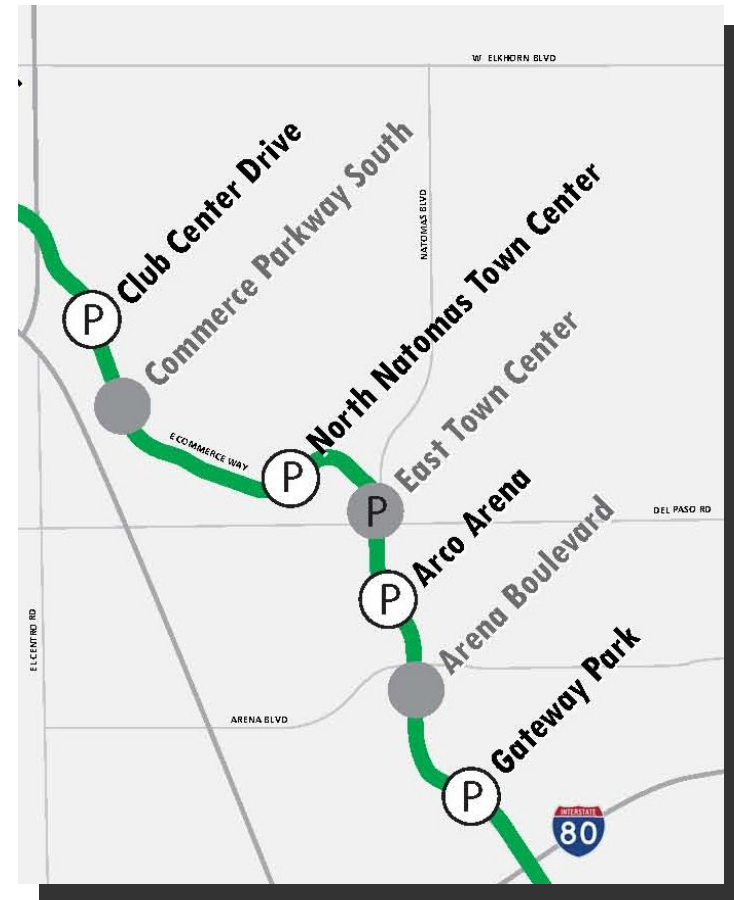 W ELKHORN BLVD
Club Center Drive
Commerce Parkway South
NATOMAS BLVD
North Natomas Town Center
P
East Town Center
E COMMERCE WAY
P
P
DEL PASO RD
Arco Arena
P
Arena Boulevard
EL CENTRO RD
ARENA BLVD
Gateway Park
P
INTERSTATE
80